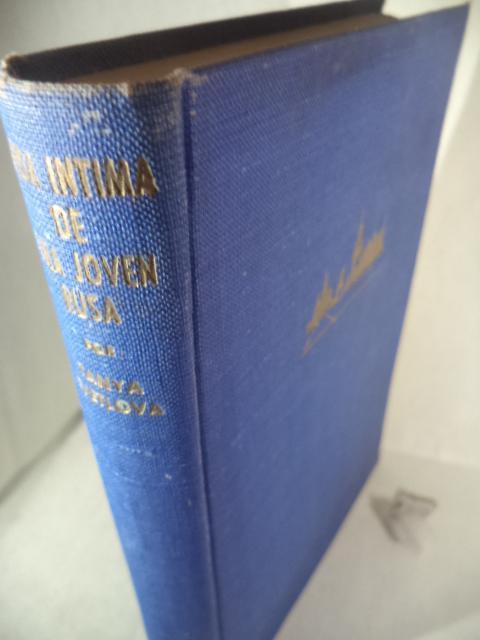 INTIMA
DE
JOVEN
RUSA
POR
TANYA